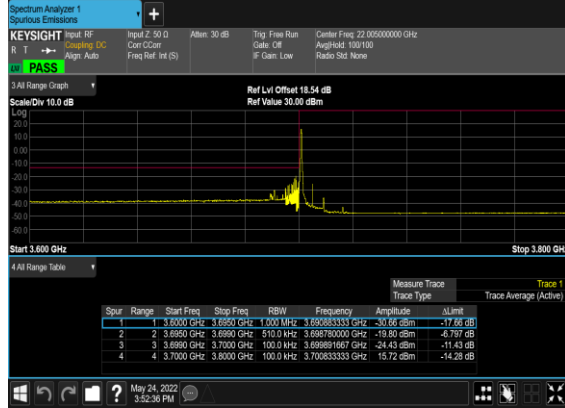 Spectrum Analyzer 1
Spurious Emissions
KEYSIGHT Input: RF Input Z: 50 Ω Atten: 30 dB Trig: Free Run Center Freq: 22.005000000 GHz
R T Coupling: DC Corr CCorr Gate: Off Avg|Hold: 100/100
Align: Auto Freq Ref: Int (S) IF Gain: Low Radio Std: None
PASS
3 All Range Graph
Ref Lvl Offset 18.54 dB
Scale/Div 10.0 dB Ref Value 30.00 dBm
Log
20.0
10.0
0.00
-10.0
-20.0
-30.0
-40.0
-50.0
-60.0
Start 3.600 GHz Stop 3.800 GH
4 All Range Table
Measure Trace Trace 1
Trace Type Trace Average (Active)
Spur Range Start Freq Stop Freq RBW Frequency Amplitude ΔLimit
1 1 3.6000 GHz 3.6950 GHz 1.000 MHz 3.690883333 GHz -30.66 dBm -17.66 dB
2 2 3.6950 GHz 3.6990 GHz 510.0 kHz 3.698780000 GHz -19.80 dBm -6.797 dB
3 3 3.6990 GHz 3.7000 GHz 100.0 kHz 3.699891667 GHz -24.43 dBm -11.43 dB
4 4 3.7000 GHz 3.8000 GHz 100.0 kHz 3.700833333 GHz 15.72 dBm -14.28 dB
May 24, 2022
3:52:36 PM